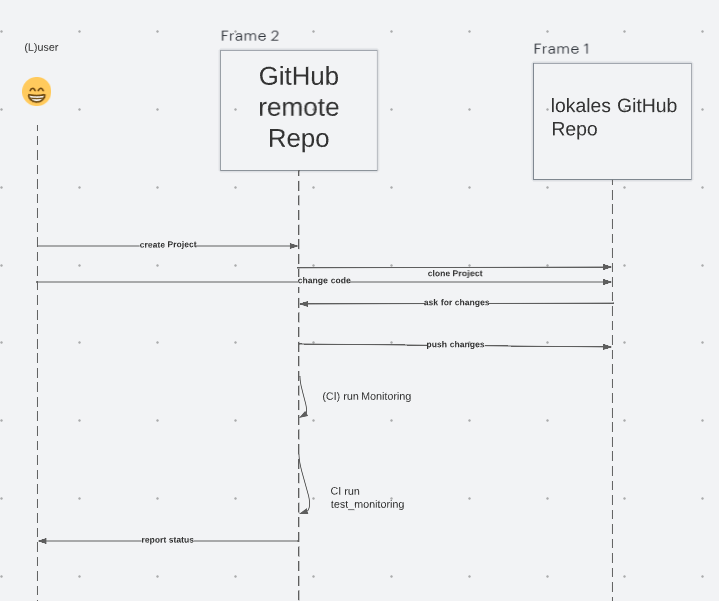 Frame 2
(L)user
Frame 1
GitHub
remote
Repo
lokales GitHub
Repo
create Project
clone Project
change code
ask for changes
push changes
(CI) run Monitoring
CI run
test_monitoring
report status